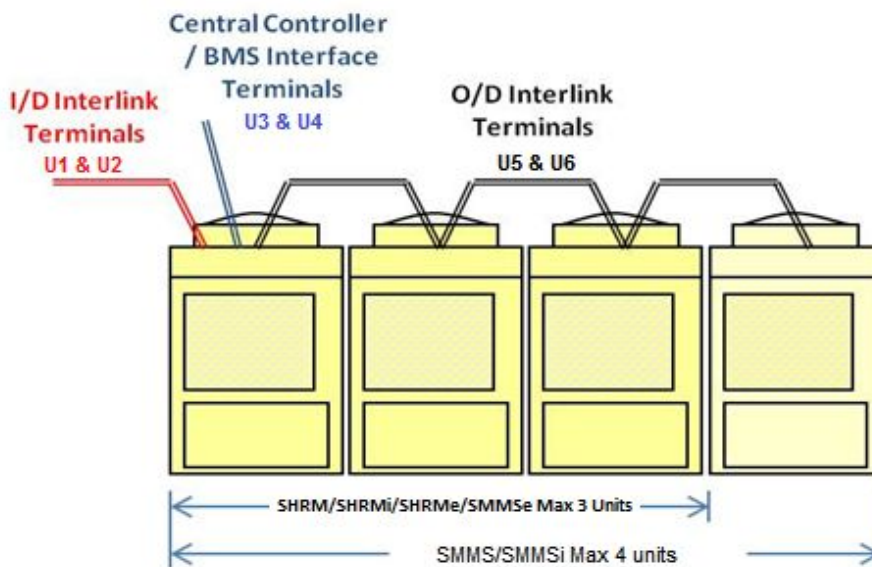 Central Controller
/ BMS Interface
Terminals
U3 & U4
I/D Interlink
Terminals
U1 & U2
O/D Interlink
Terminals
U5 & U6
SHRM/SHRMi/SHRMe/SMMSe Max 3 Units
SMMS/SMMSi Max 4 units